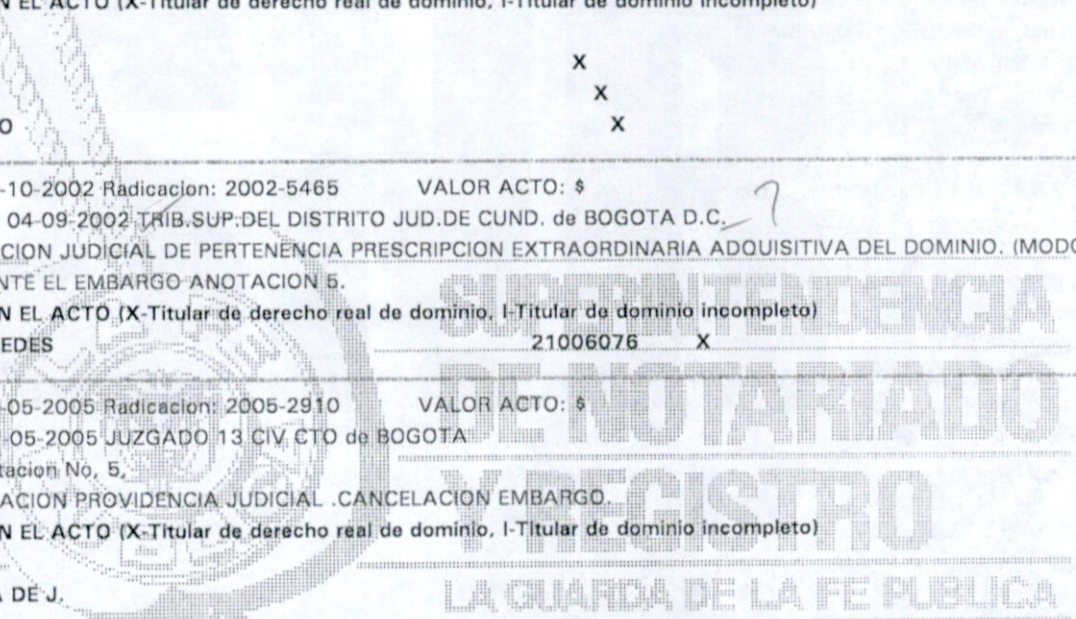 N EL ACTO (X-Titular de derecho real de dominio, I-Titular de dominio incompleto)
X
X
O X
-10-2002 Radicacion: 2002-5465 VALOR ACTO: $
04-09-2002 TRIB.SUP.DEL DISTRITO JUD.DE CUND. de BOGOTA D.C. ?
CION JUDICIAL DE PERTENENCIA PRESCRIPCION EXTRAORDINARIA ADQUISITIVA DEL DOMINIO. (MODO
NTE EL EMBARGO ANOTACION 5.
N EL ACTO (X-Titular de derecho real de dominio, I-Titular de dominio incompleto)
EDES 21006076 X
-05-2005 Radicacion: 2005-2910 VALOR ACTO: $
-05-2005 JUZGADO 13 CIV CTO de BOGOTA
tacion No, 5,
ACION PROVIDENCIA JUDICIAL .CANCELACION EMBARGO.
N EL ACTO (X-Titular de derecho real de dominio, I-Titular de dominio incompleto)
A DE J.
SUPERINTENDENCIA
DE NOTARIADO
Y REGISTRO
LA GUARDA DE LA FE PUBLICA